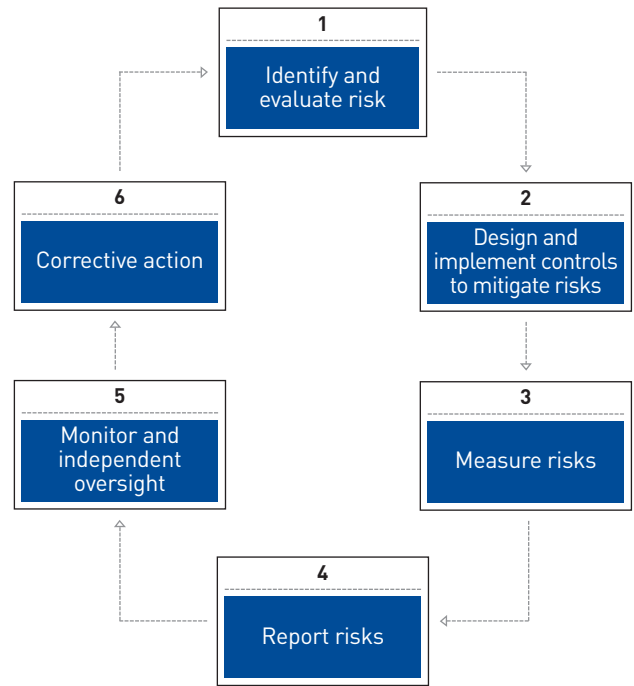 1
Identify and
evaluate risk
2
Design and
implement controls
to mitigate risks
3
Measure risks
4
Report risks
5
Monitor and
independent
oversight
6
Corrective action